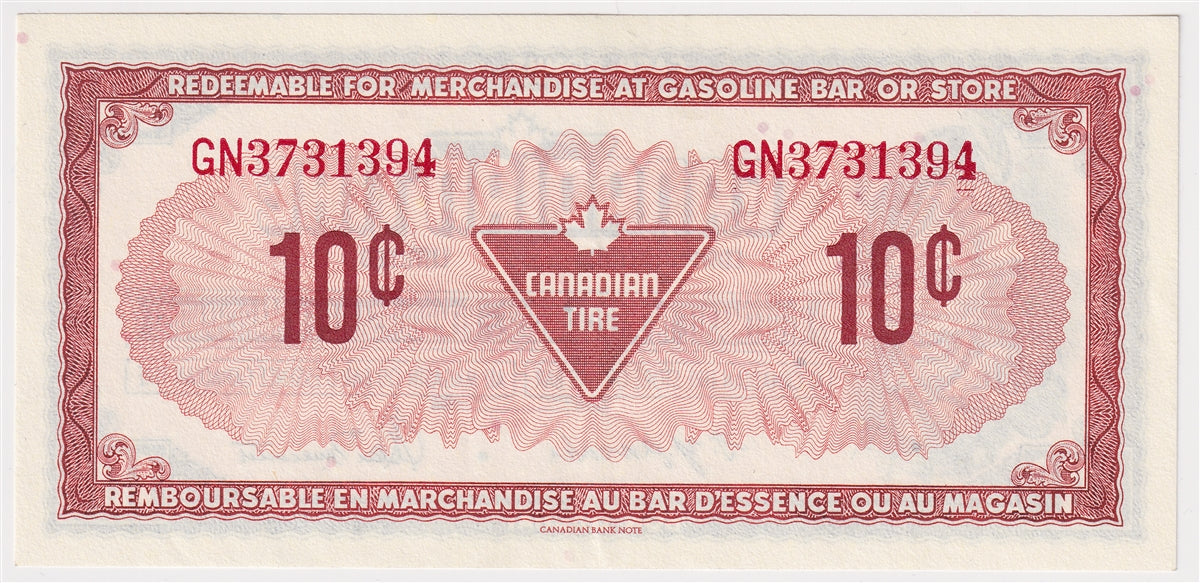 REDEEMABLE FOR MERCHANDISE AT GASOLINE BAR OR STORE
GN3731394 GN3731394
10¢ CANADIAN TIRE 10¢
REMBOURSABLE EN MARCHANDISE AU BAR D'ESSENCE OU AU MAGASIN
CANADIAN BANK NOTE